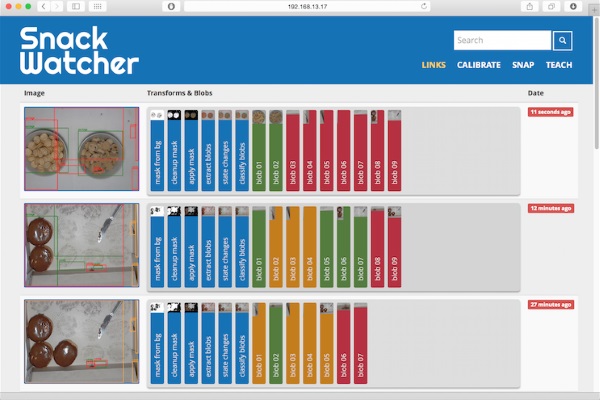 192.168.13.17
Snack
Watcher
Search
LINKS CALIBRATE SNAP TEACH
Image Transforms & Blobs Date
mask from bg
cleanup mask
apply mask
extract blobs
state changes
classify blobs
blob 01
blob 02
blob 03
blob 04
blob 05
blob 06
blob 07
blob 08
blob 09
11 seconds ago
mask from bg
cleanup mask
apply mask
extract blobs
state changes
classify blobs
blob 01
blob 02
blob 03
blob 04
blob 05
blob 06
blob 07
blob 08
blob 09
12 minutes ago
mask from bg
cleanup mask
apply mask
extract blobs
state changes
classify blobs
blob 01
blob 02
blob 03
blob 04
blob 05
blob 06
blob 07
27 minutes ago